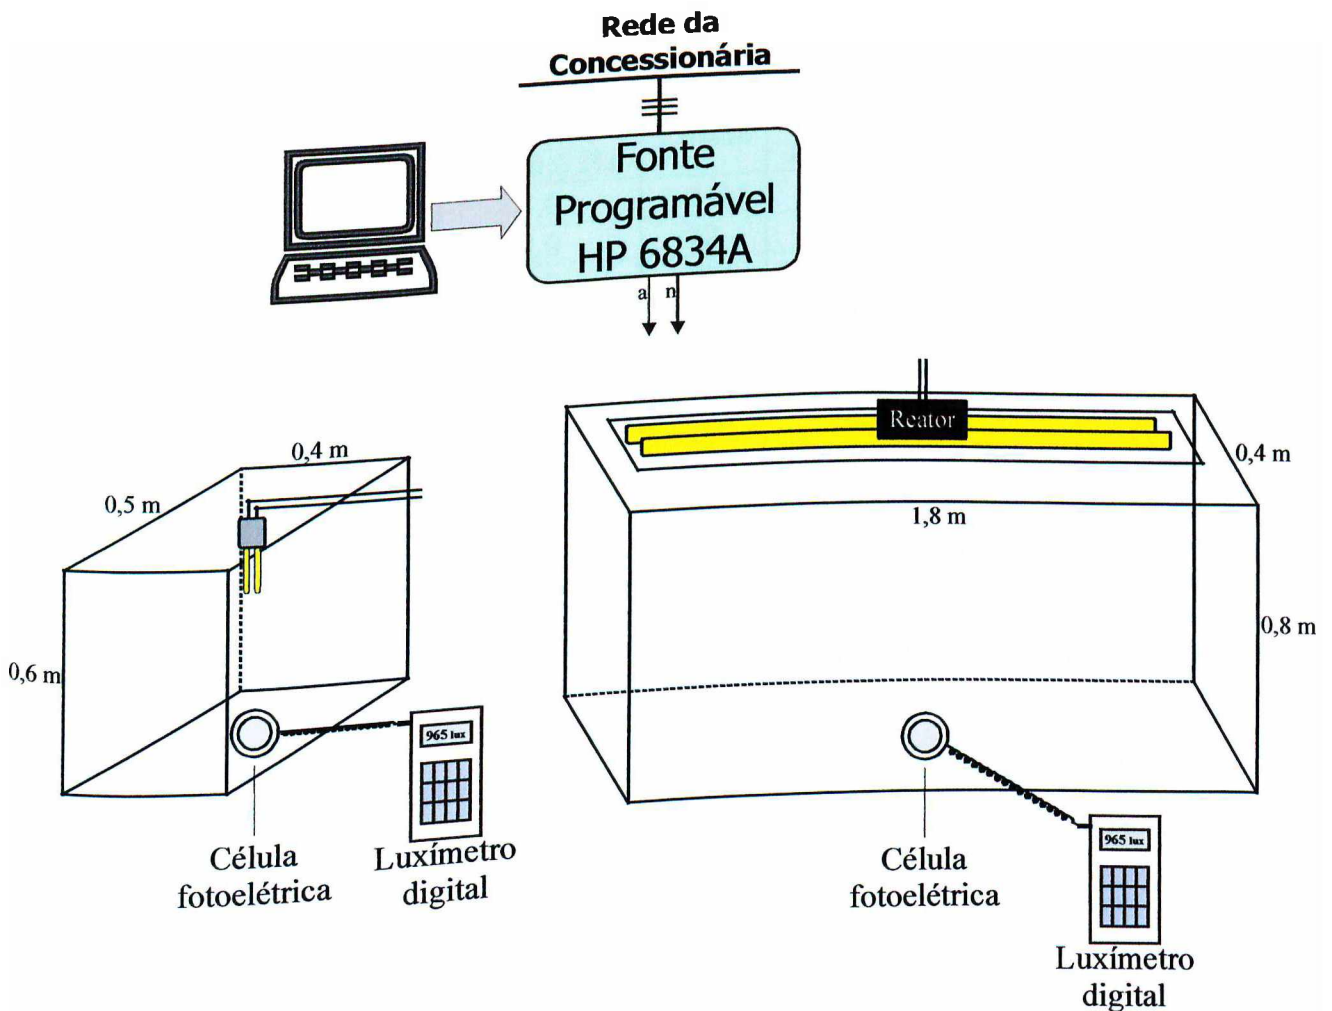 Rede da
Concessionária
Fonte
Programável
HP 6834A
a n
Reator
0,4 m
0,5 m
0,6 m
0,4 m
1,8 m
0,8 m
965 lux
Célula
fotoelétrica
Luxímetro
digital
965 lux
Célula
fotoelétrica
Luxímetro
digital